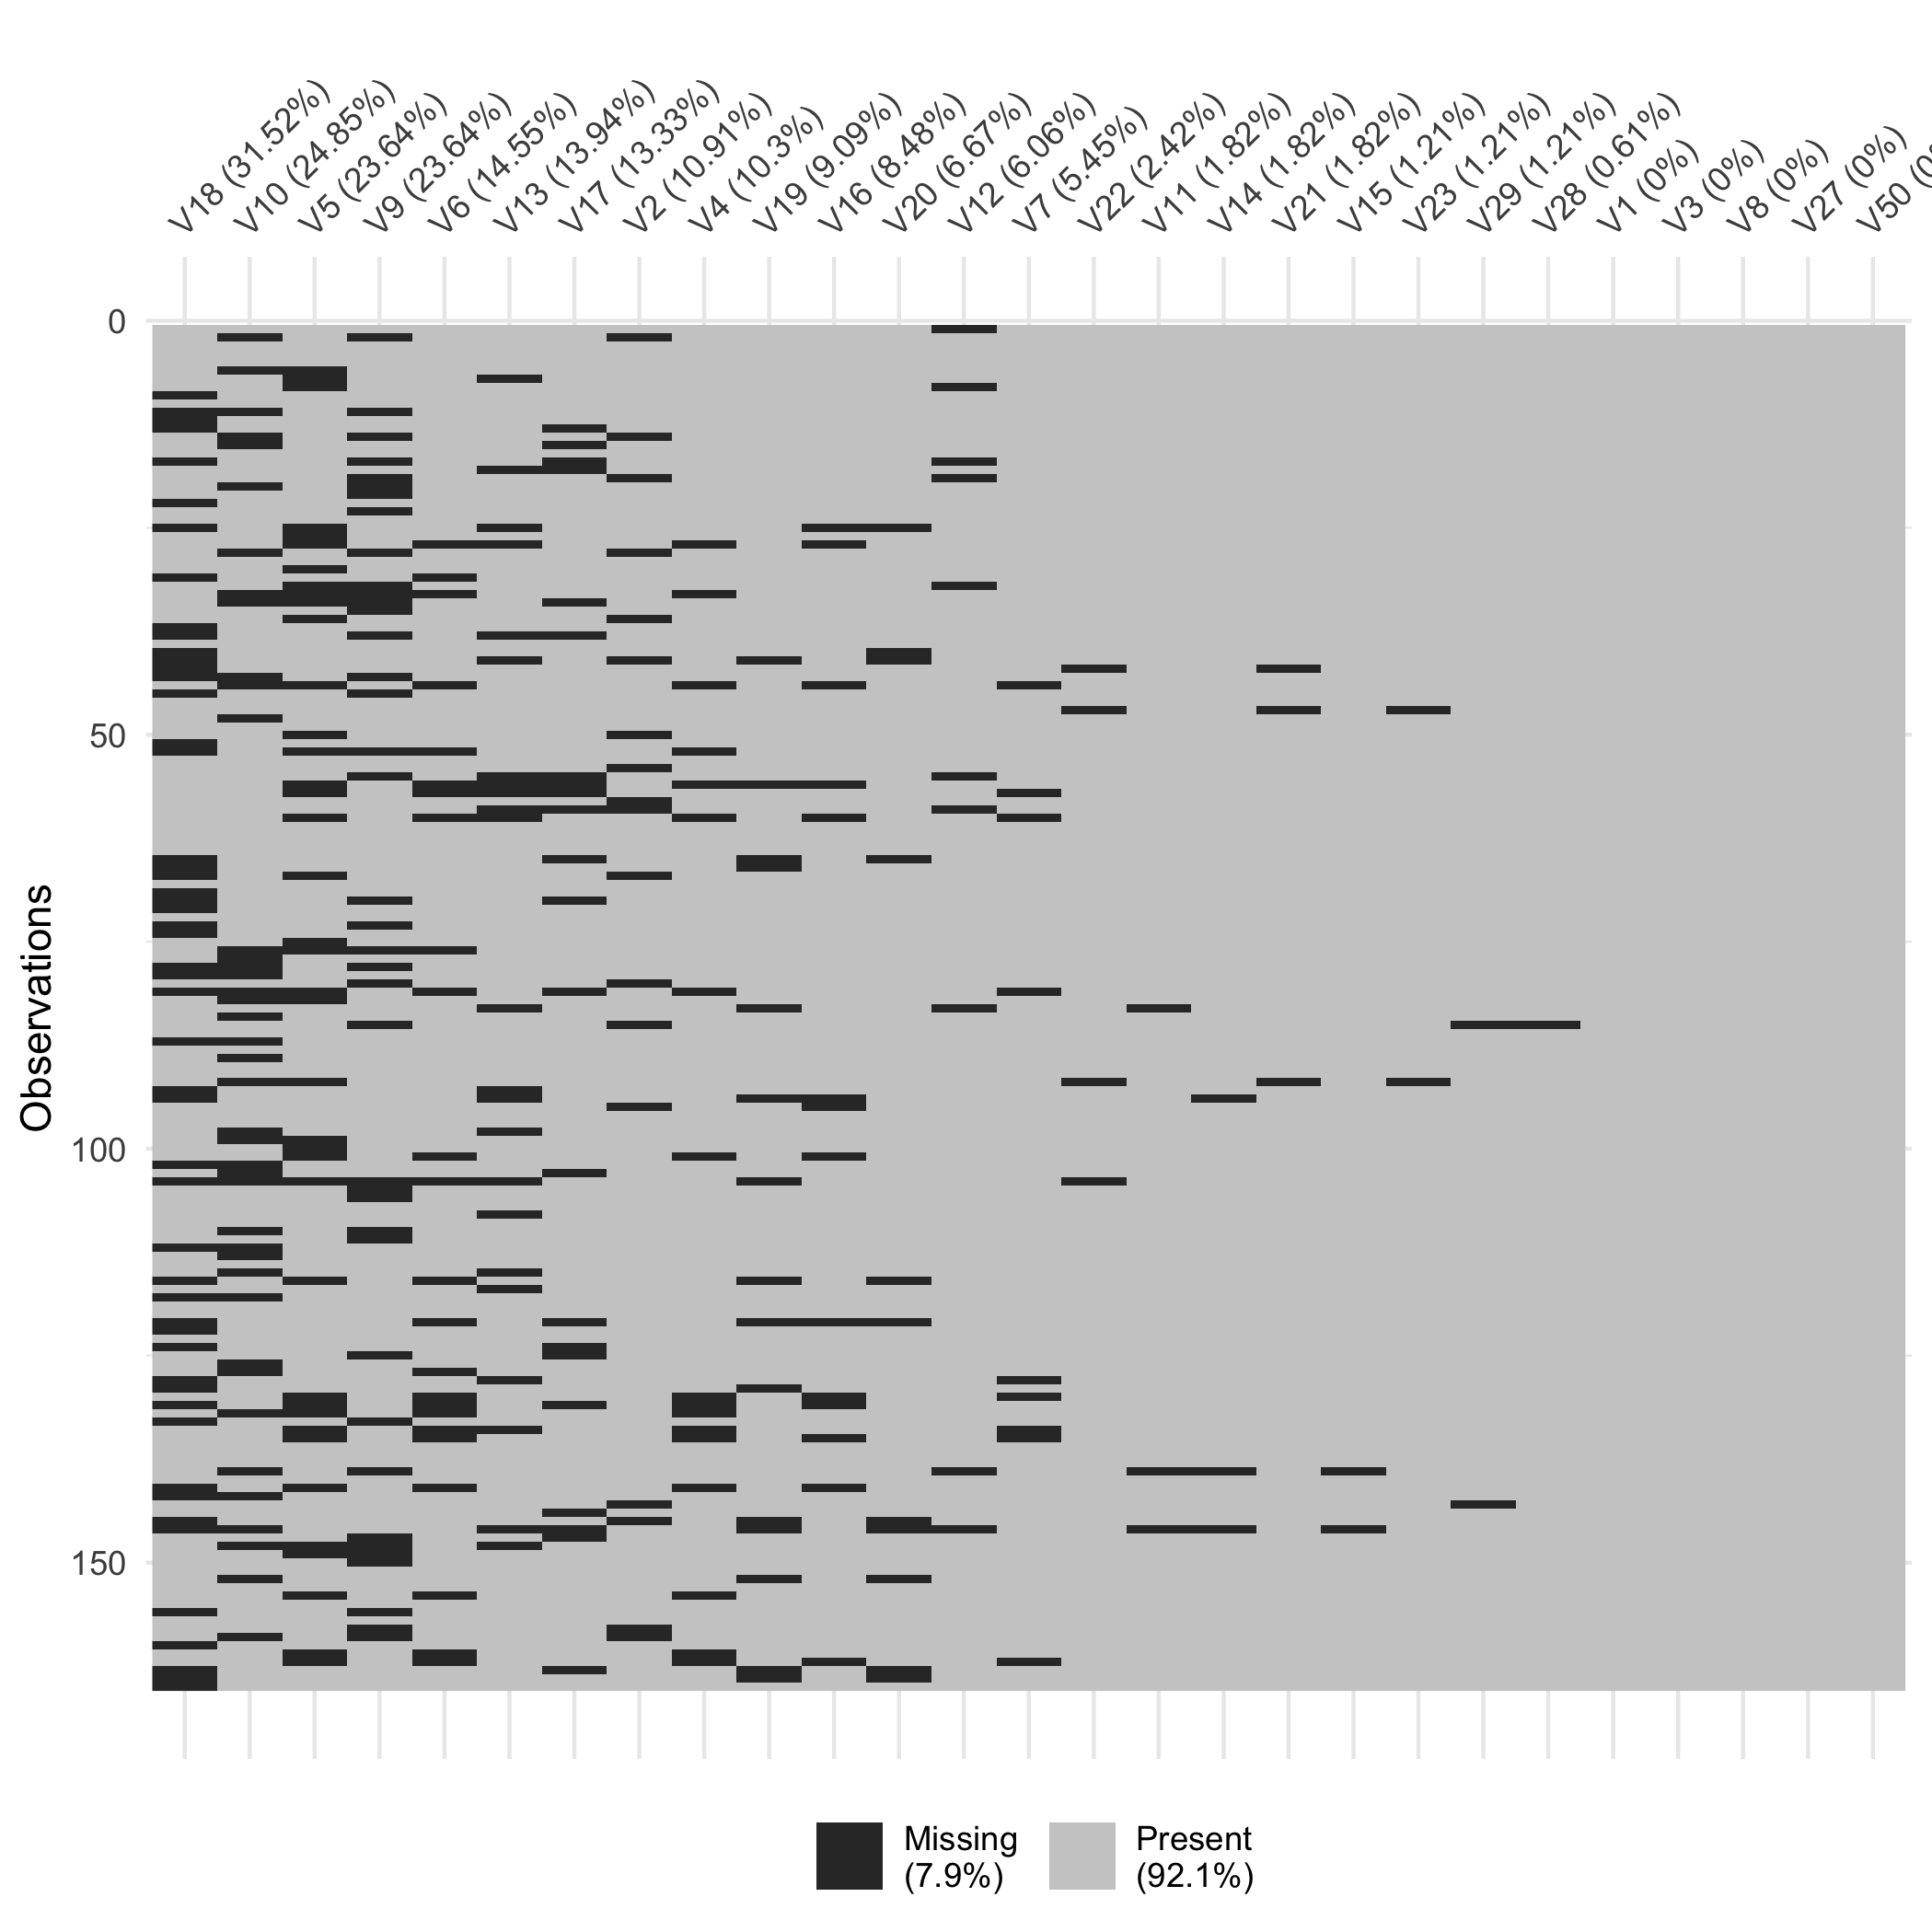 V18 (31.52%)
V10 (24.85%)
V5 (23.64%)
V9 (23.64%)
V6 (14.55%)
V13 (13.94%)
V17 (13.33%)
V2 (10.91%)
V4 (10.3%)
V19 (9.09%)
V16 (8.48%)
V20 (6.67%)
V12 (6.06%)
V7 (5.45%)
V22 (2.42%)
V11 (1.82%)
V14 (1.82%)
V21 (1.82%)
V15 (1.21%)
V23 (1.21%)
V29 (1.21%)
V28 (0.61%)
V1 (0%)
V3 (0%)
V8 (0%)
V27 (0%)
V50 (0%
0
50
100
150
Observations
Missing
(7.9%)
Present
(92.1%)